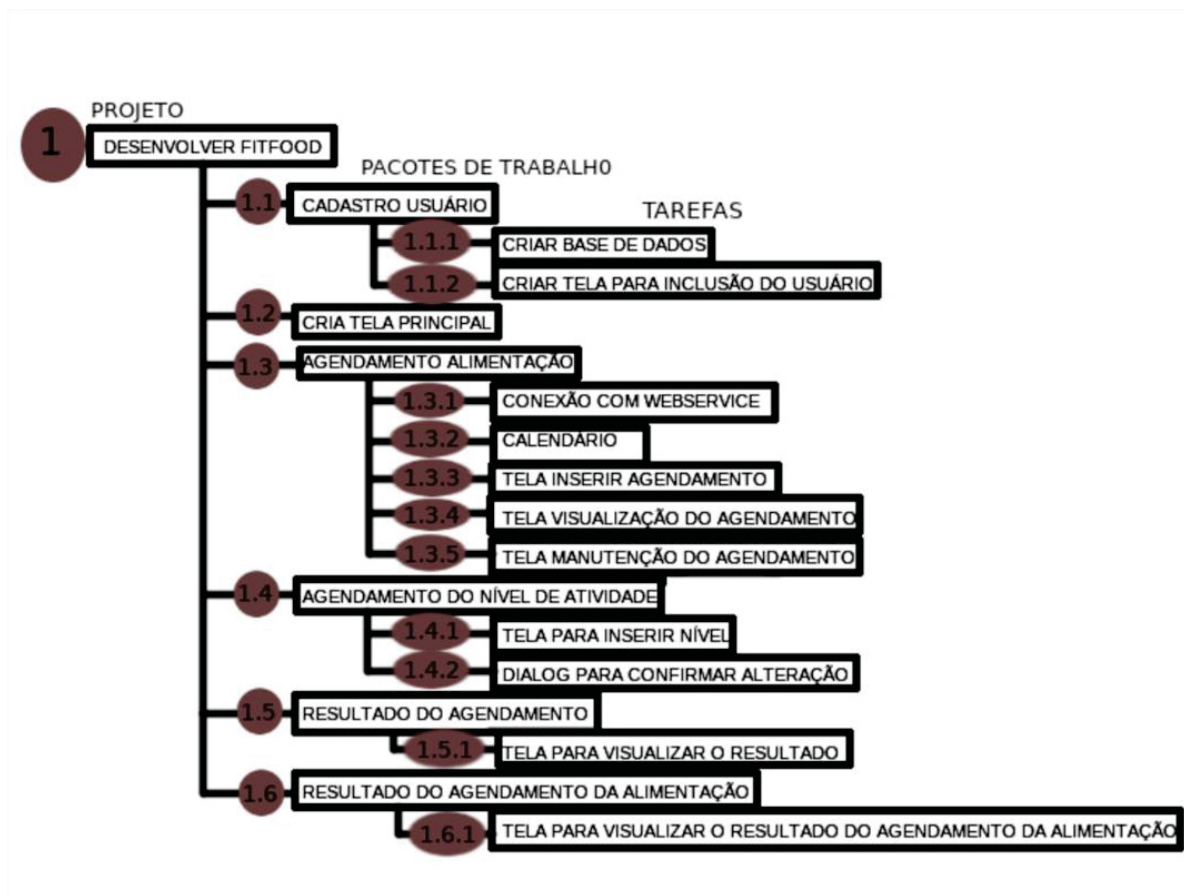 PROJETO
1 DESENVOLVER FITFOOD
PACOTES DE TRABALH0
1.1 CADASTRO USUÁRIO
TAREFAS
1.1.1 CRIAR BASE DE DADOS
1.1.2 CRIAR TELA PARA INCLUSÃO DO USUÁRIO
1.2 CRIA TELA PRINCIPAL
1.3 AGENDAMENTO ALIMENTAÇÃO
1.3.1 CONEXÃO COM WEBSERVICE
1.3.2 CALENDÁRIO
1.3.3 TELA INSERIR AGENDAMENTO
1.3.4 TELA VISUALIZAÇÃO DO AGENDAMENTO
1.3.5 TELA MANUTENÇÃO DO AGENDAMENTO
1.4 AGENDAMENTO DO NÍVEL DE ATIVIDADE
1.4.1 TELA PARA INSERIR NÍVEL
1.4.2 DIALOG PARA CONFIRMAR ALTERAÇÃO
1.5 RESULTADO DO AGENDAMENTO
1.5.1 TELA PARA VISUALIZAR O RESULTADO
1.6 RESULTADO DO AGENDAMENTO DA ALIMENTAÇÃO
1.6.1 TELA PARA VISUALIZAR O RESULTADO DO AGENDAMENTO DA ALIMENTAÇÃO